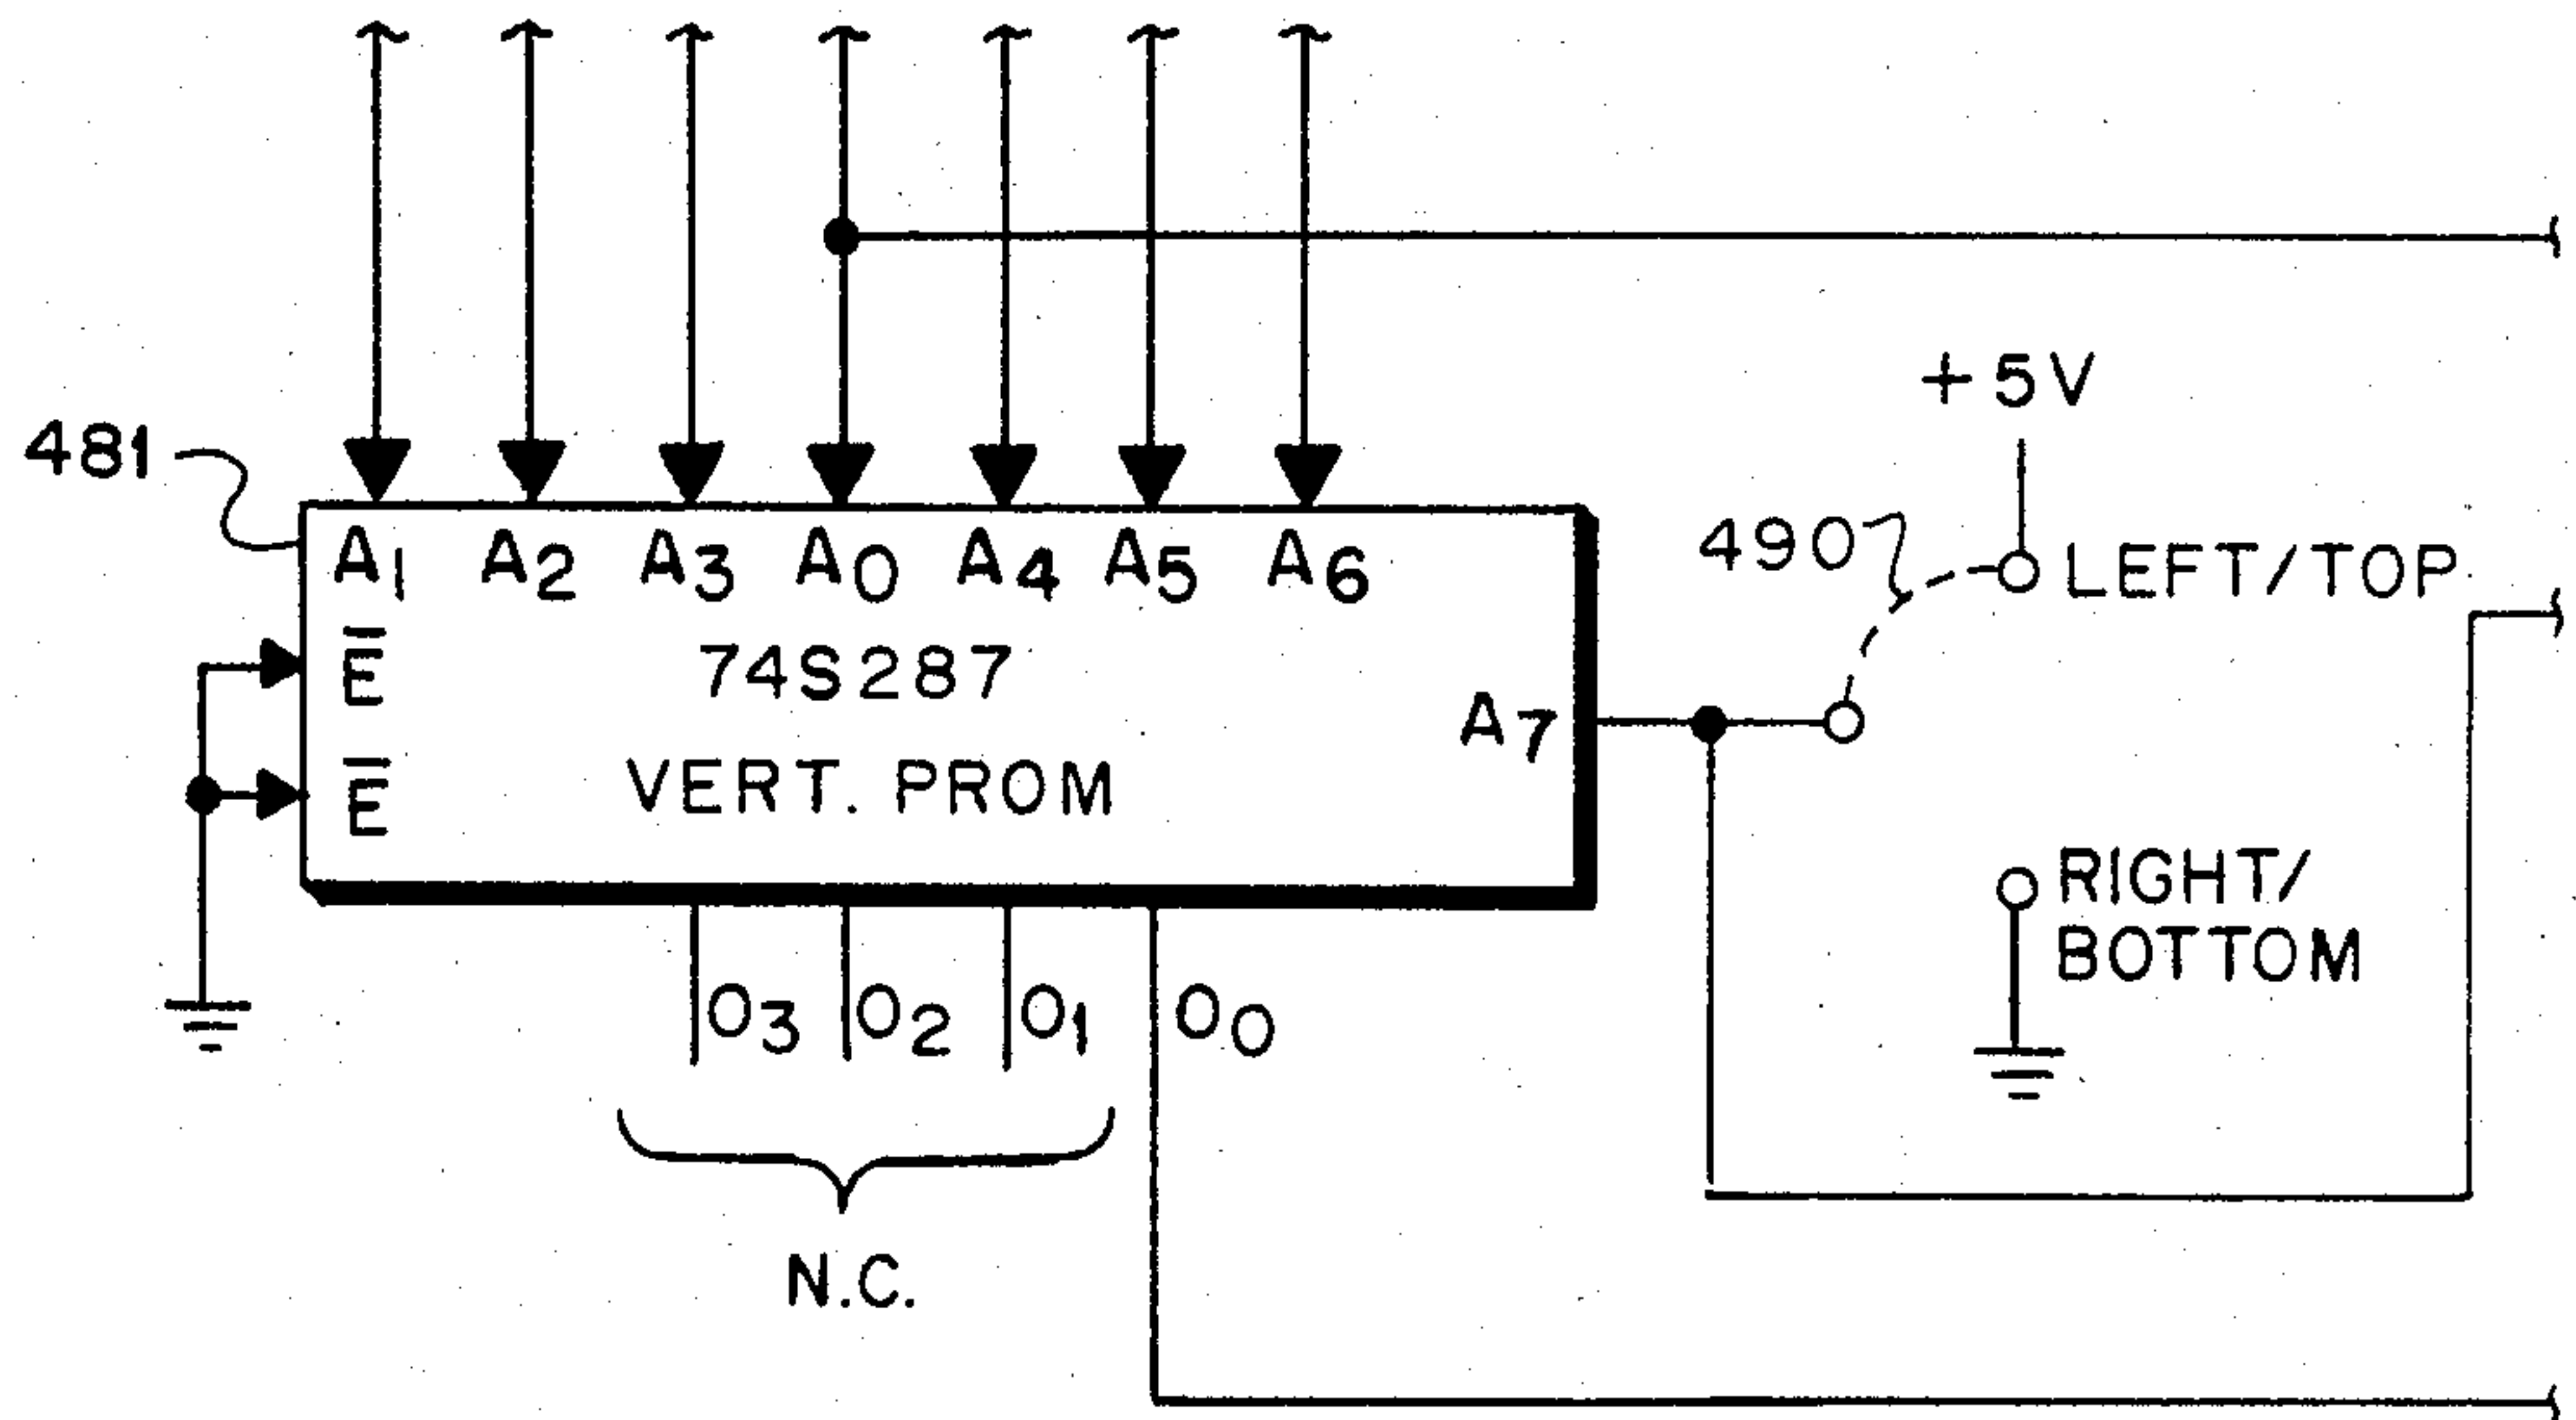 +5V
481
490
LEFT/TOP
A1 A2 A3 A0 A4 A5 A6
E̅
74S287
A7
E̅
VERT. PROM
RIGHT/
BOTTOM
O3 O2 O1 O0
N.C.